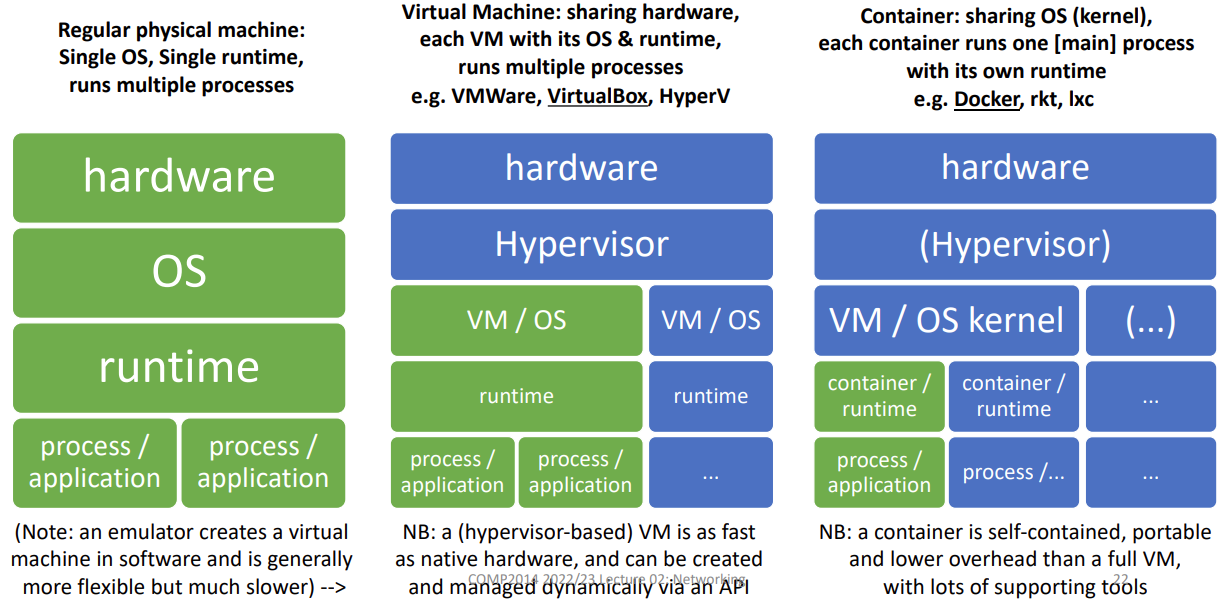 Regular physical machine:
Single OS, Single runtime,
runs multiple processes
hardware
OS
runtime
process /
application
process /
application
(Note: an emulator creates a virtual
machine in software and is generally
more flexible but much slower) -->
Virtual Machine: sharing hardware,
each VM with its OS & runtime,
runs multiple processes
e.g. VMWare, VirtualBox, HyperV
hardware
Hypervisor
VM / OS
VM / OS
runtime
runtime
process /
application
process /
application
...
NB: a (hypervisor-based) VM is as fast
as native hardware, and can be created
and managed dynamically via an API
Container: sharing OS (kernel),
each container runs one [main] process
with its own runtime
e.g. Docker, rkt, lxc
hardware
(Hypervisor)
VM / OS kernel
(...)
container /
runtime
container /
runtime
...
process /
application
process /...
...
NB: a container is self-contained, portable
and lower overhead than a full VM,
with lots of supporting tools
COMP2014 2022/23 Lecture 02: Networking
22